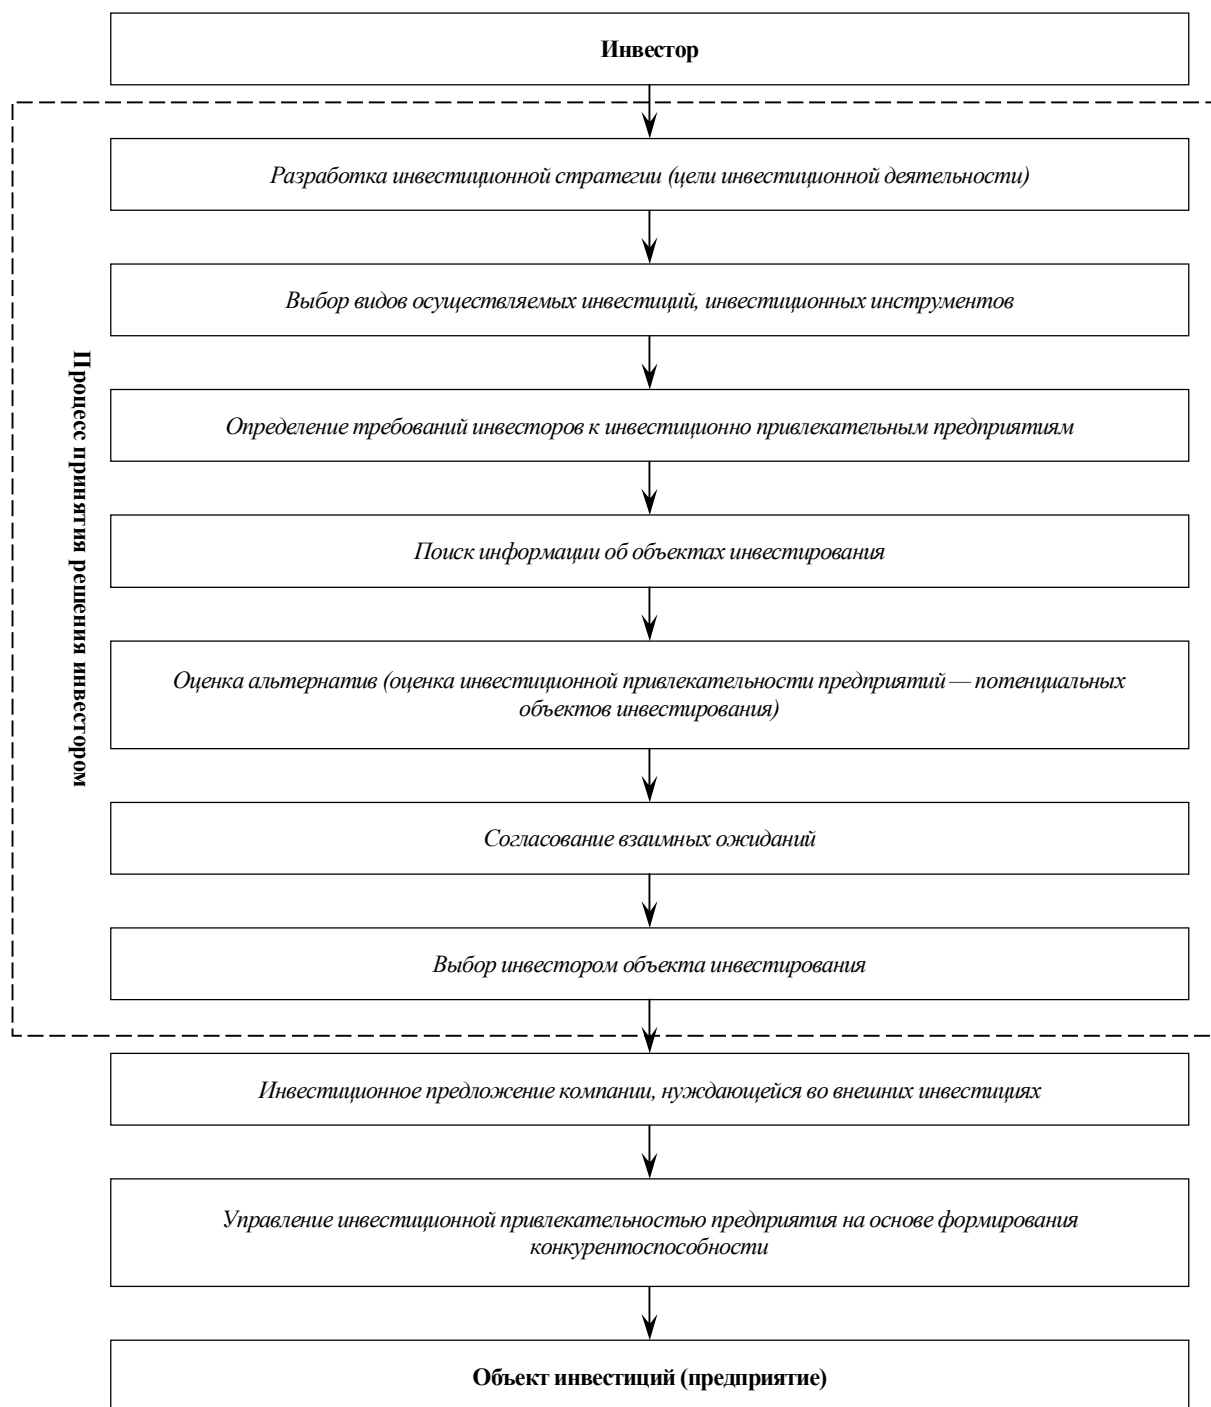 Инвестор
Разработка инвестиционной стратегии (цели инвестиционной деятельности)
Выбор видов осуществляемых инвестиций, инвестиционных инструментов
Определение требований инвесторов к инвестиционно привлекательным предприятиям
Поиск информации об объектах инвестирования
Оценка альтернатив (оценка инвестиционной привлекательности предприятий — потенциальных
объектов инвестирования)
Согласование взаимных ожиданий
Выбор инвестором объекта инвестирования
Процесс принятия решения инвестором
Инвестиционное предложение компании, нуждающейся во внешних инвестициях
Управление инвестиционной привлекательностью предприятия на основе формирования
конкурентоспособности
Объект инвестиций (предприятие)